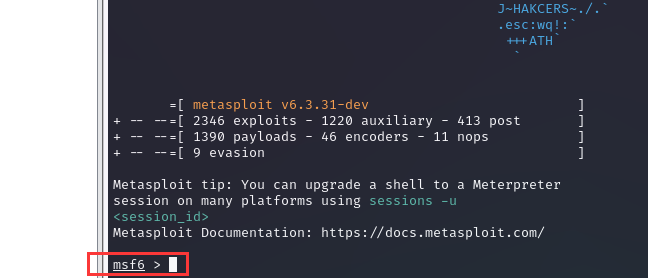 J~HAKCERS~./.`
.esc:wq!:`
+++ATH`
`
=[ metasploit v6.3.31-dev ]
+ -- --=[ 2346 exploits - 1220 auxiliary - 413 post ]
+ -- --=[ 1390 payloads - 46 encoders - 11 nops ]
+ -- --=[ 9 evasion ]
Metasploit tip: You can upgrade a shell to a Meterpreter
session on many platforms using sessions -u
<session_id>
Metasploit Documentation: https://docs.metasploit.com/
msf6 >